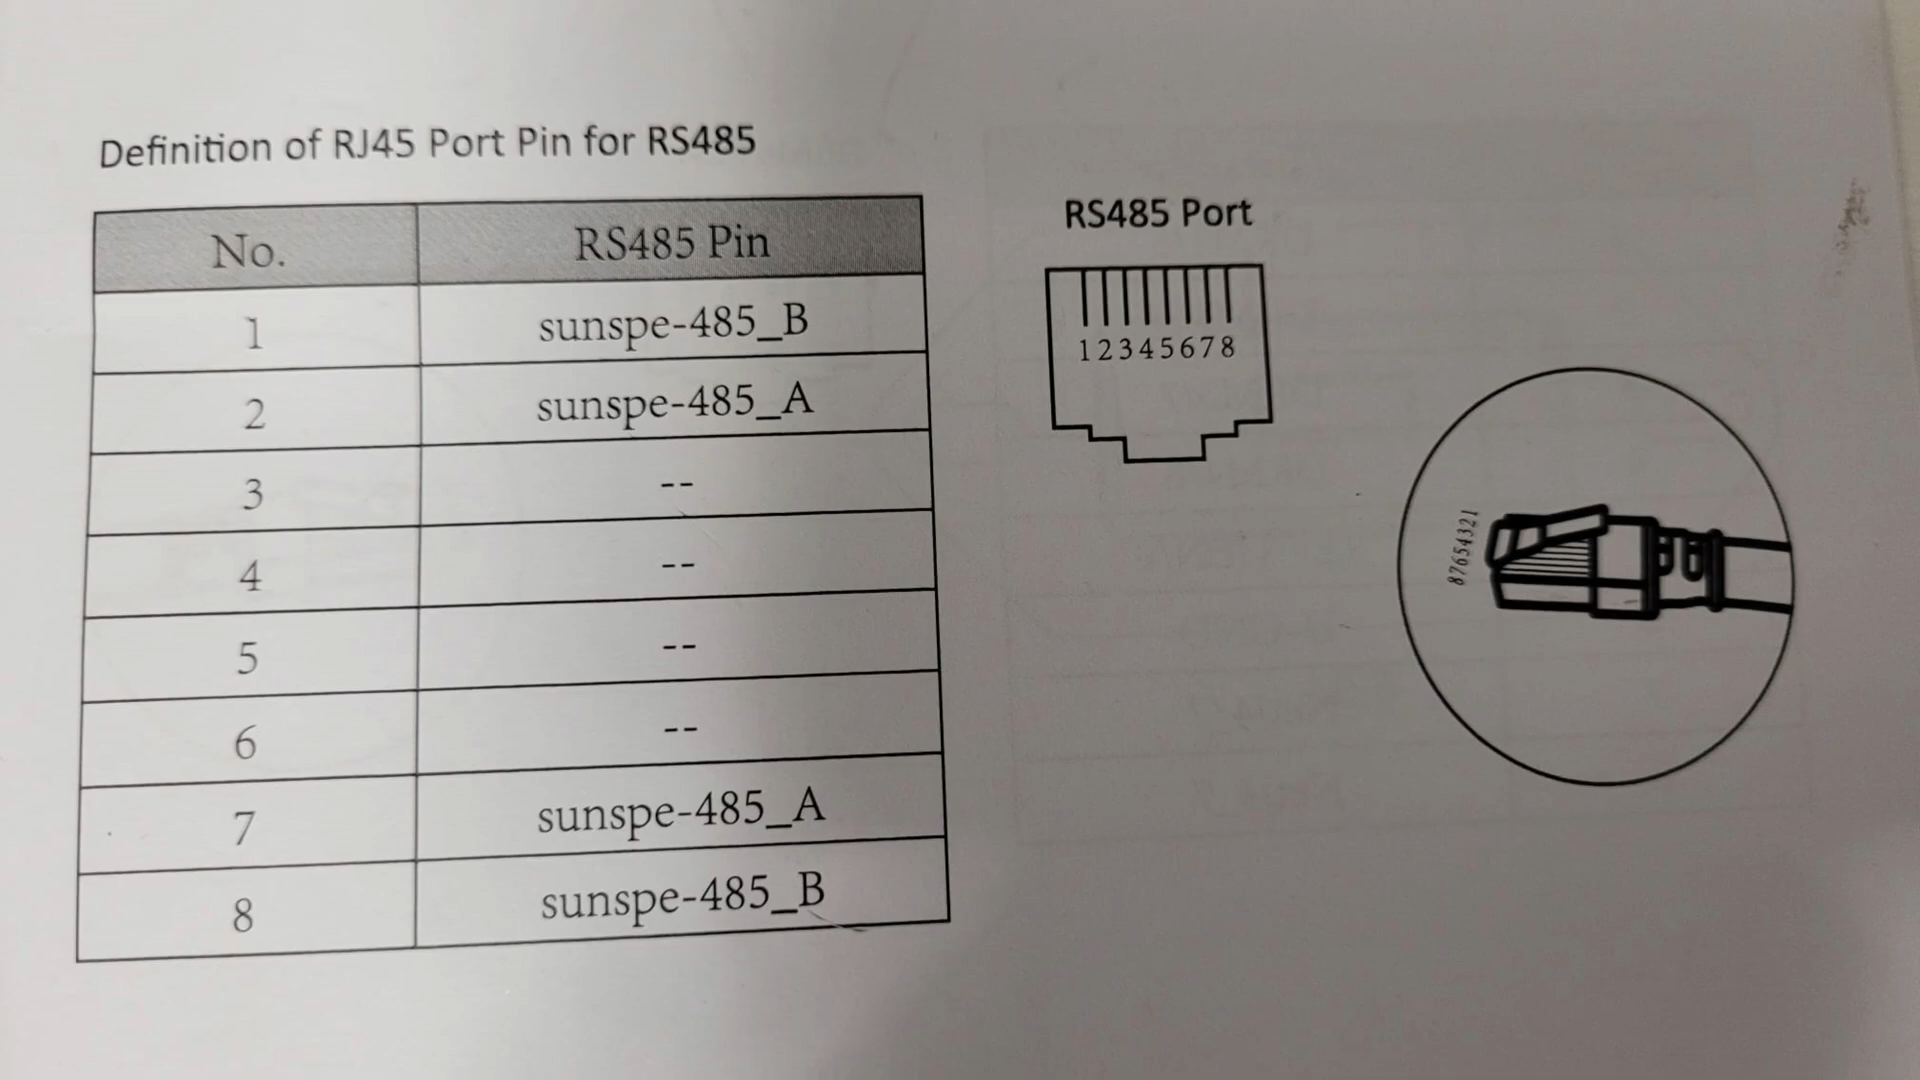 Definition of RJ45 Port Pin for RS485
No. RS485 Pin
1 sunspe-485_B
2 sunspe-485_A
3 --
4 --
5 --
6 --
7 sunspe-485_A
8 sunspe-485_B
RS485 Port
12345678
87654321